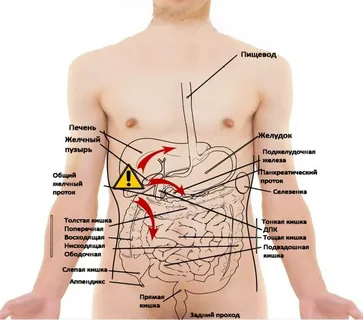 Пищевод
Печень
Желчный
пузырь
Общий
желчный
проток
Толстая кишка
Поперечная
Восходящая
Нисходящая
Ободочная
Слепая кишка
Аппендикс
Прямая
кишка
Желудок
Поджелудочная
железа
Панкреатический
проток
Селезенка
Тонкая кишка
ДПК
Тощая кишка
Подвздошная
кишка
Задний проход